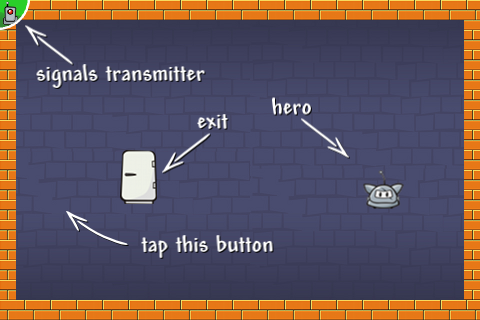 signals transmitter
hero
exit
tap this button